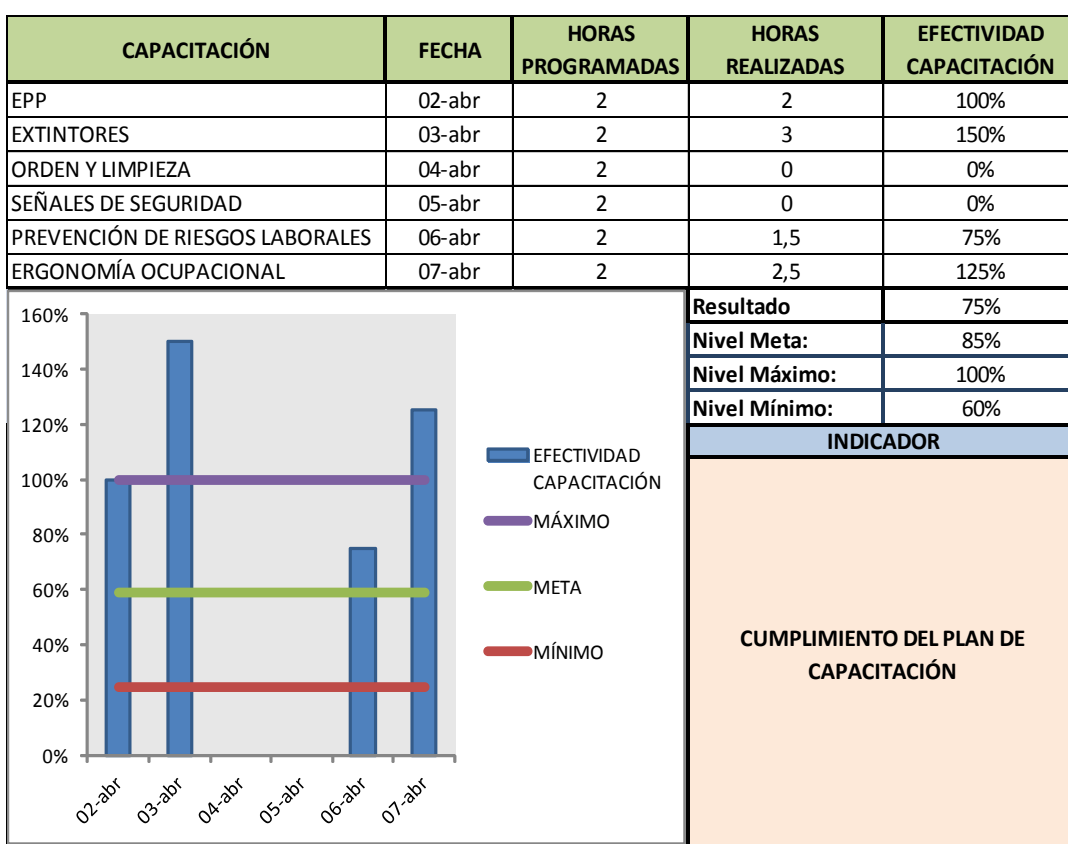 CAPACITACIÓN FECHA HORAS PROGRAMADAS HORAS REALIZADAS EFECTIVIDAD CAPACITACIÓN
EPP 02-abr 2 2 100%
EXTINTORES 03-abr 2 3 150%
ORDEN Y LIMPIEZA 04-abr 2 0 0%
SEÑALES DE SEGURIDAD 05-abr 2 0 0%
PREVENCIÓN DE RIESGOS LABORALES 06-abr 2 1,5 75%
ERGONOMÍA OCUPACIONAL 07-abr 2 2,5 125%
Resultado 75%
Nivel Meta: 85%
Nivel Máximo: 100%
Nivel Mínimo: 60%
INDICADOR
CUMPLIMIENTO DEL PLAN DE
CAPACITACIÓN
160%
140%
120%
100%
80%
60%
40%
20%
0%
02-abr 03-abr 04-abr 05-abr 06-abr 07-abr
EFECTIVIDAD
CAPACITACIÓN
MÁXIMO
META
MÍNIMO